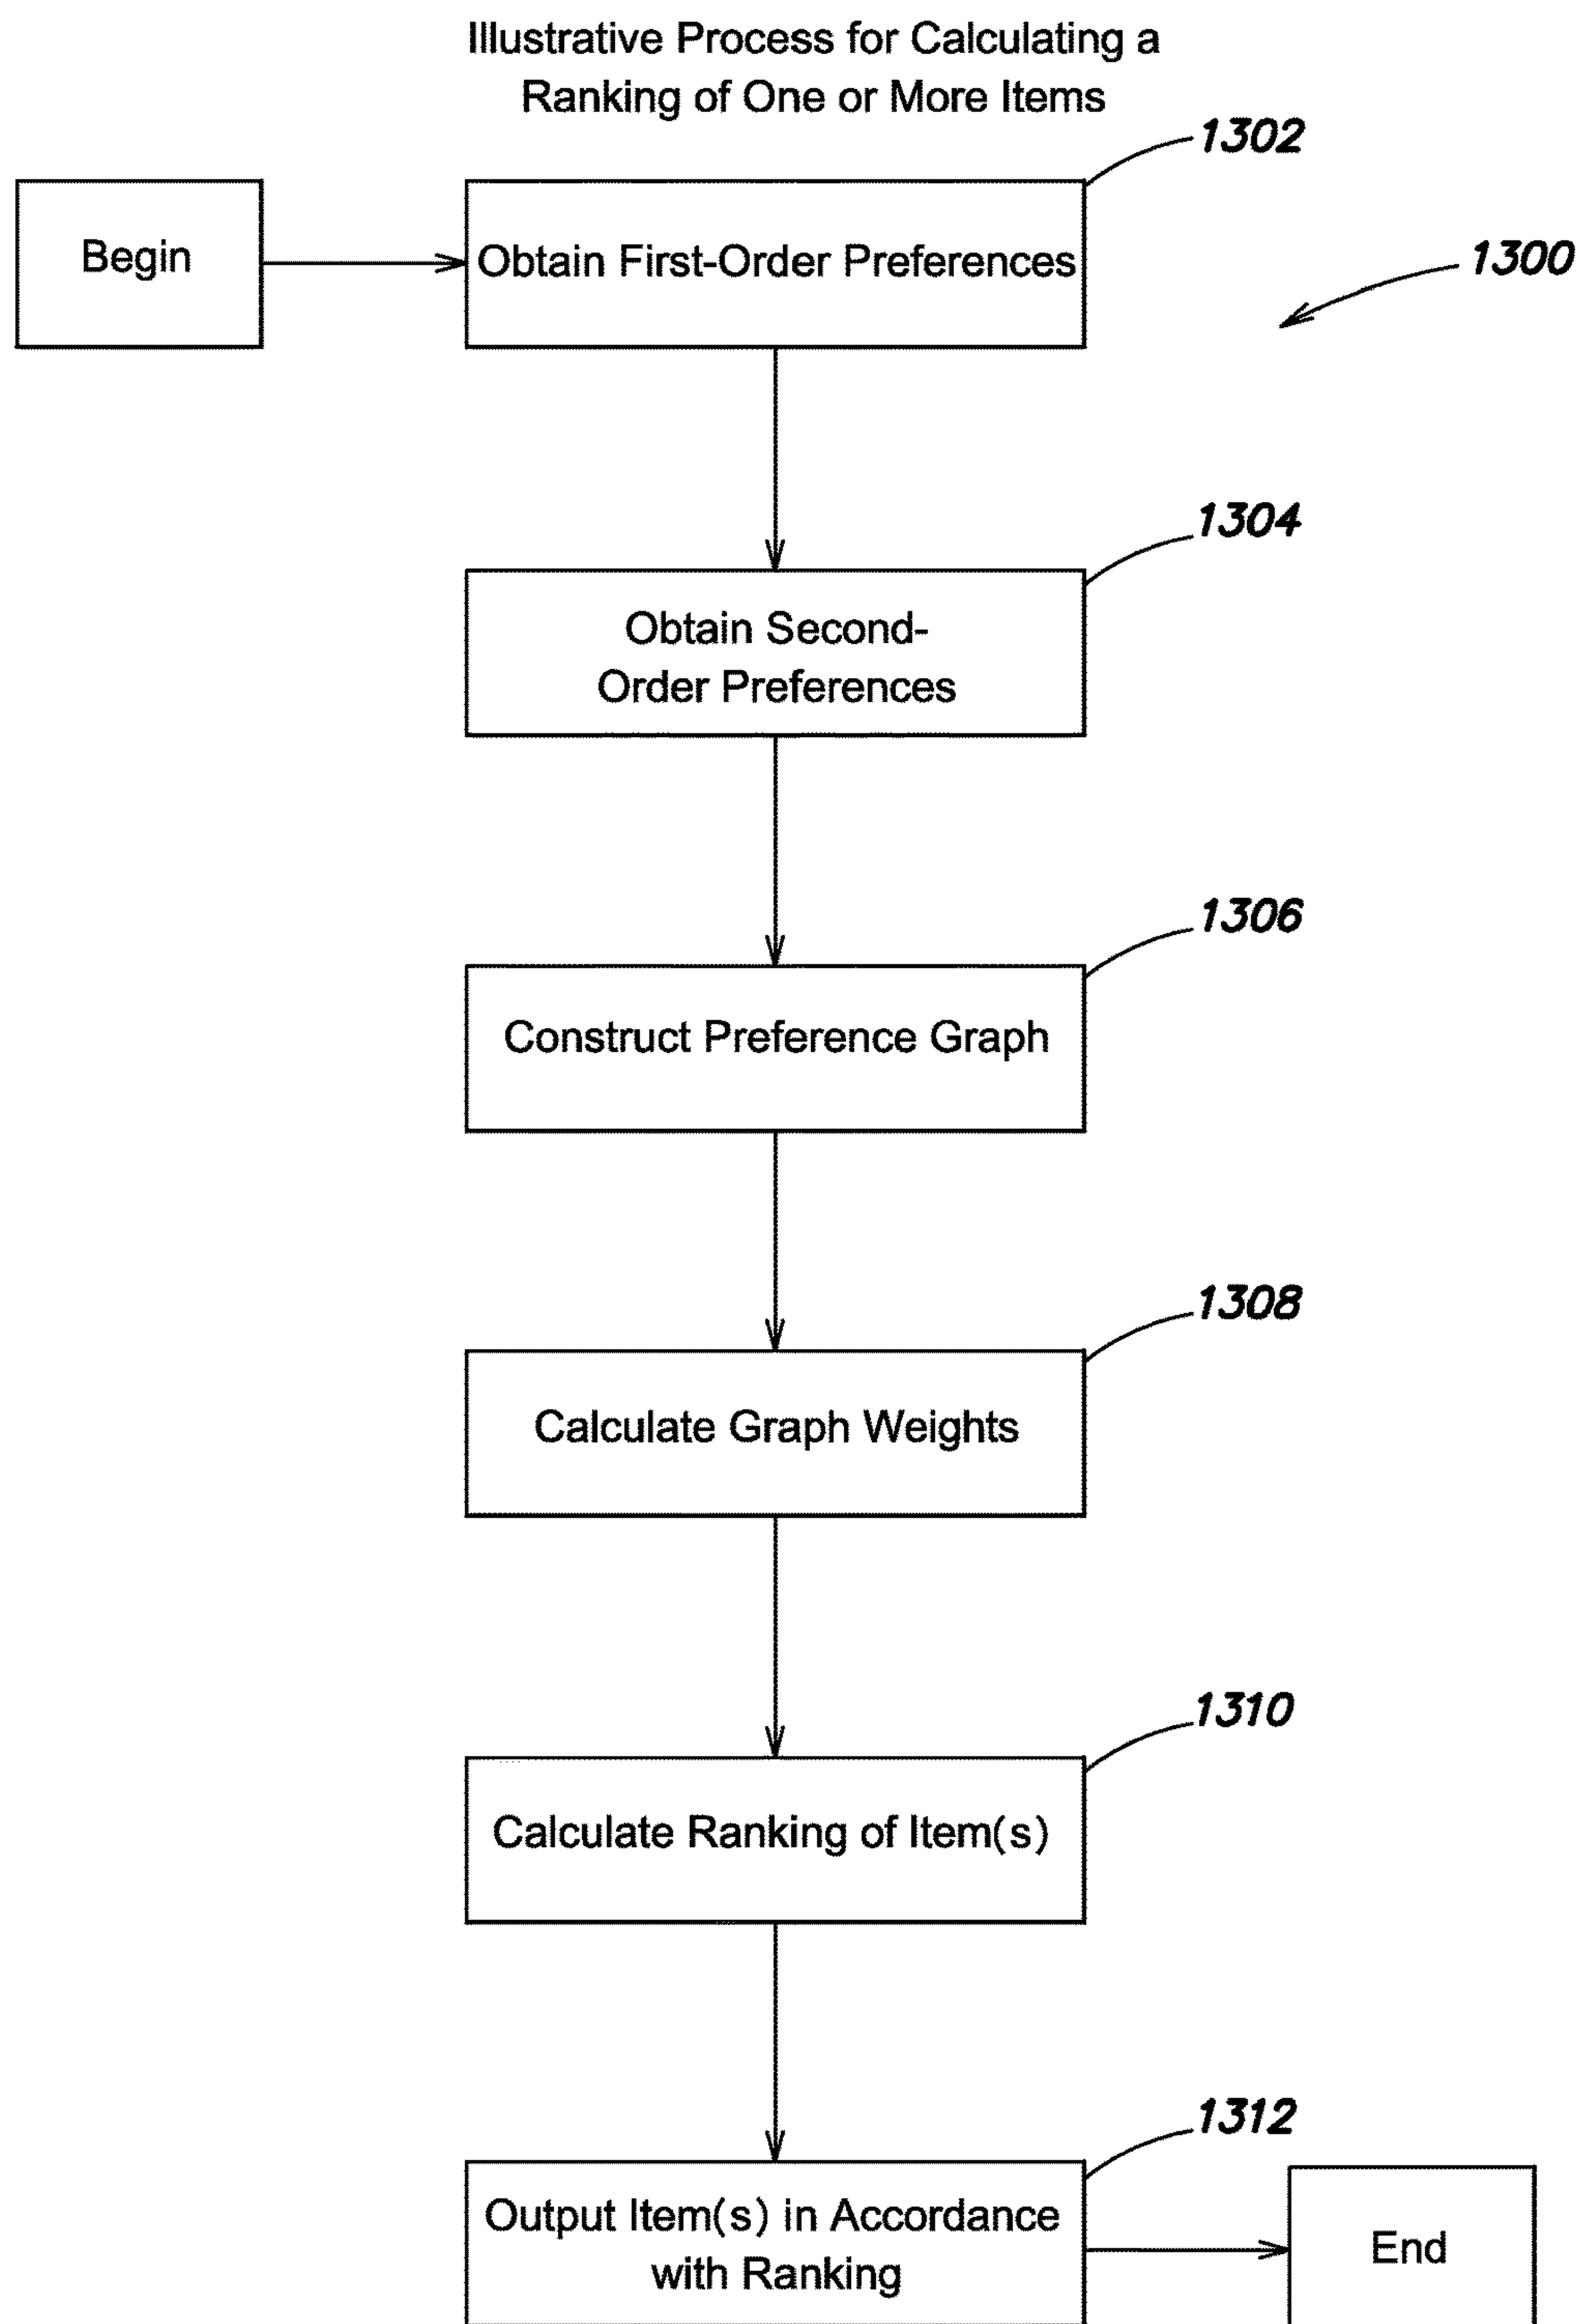 Illustrative Process for Calculating a
Ranking of One or More Items
1302
Begin
Obtain First-Order Preferences
1300
1304
Obtain Second-
Order Preferences
1306
Construct Preference Graph
1308
Calculate Graph Weights
1310
Calculate Ranking of Item(s)
1312
Output Item(s) in Accordance
with Ranking
End